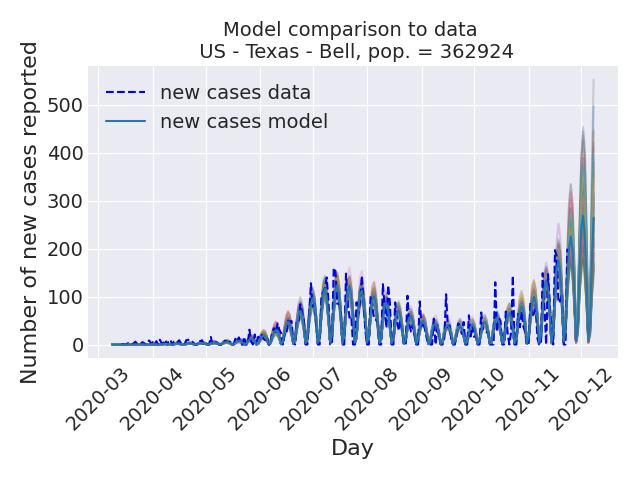 Model comparison to data
US - Texas - Bell, pop. = 362924
Number of new cases reported
500
400
300
200
100
0
new cases data
new cases model
2020-03
2020-04
2020-05
2020-06
2020-07
2020-08
2020-09
2020-10
2020-11
2020-12
Day